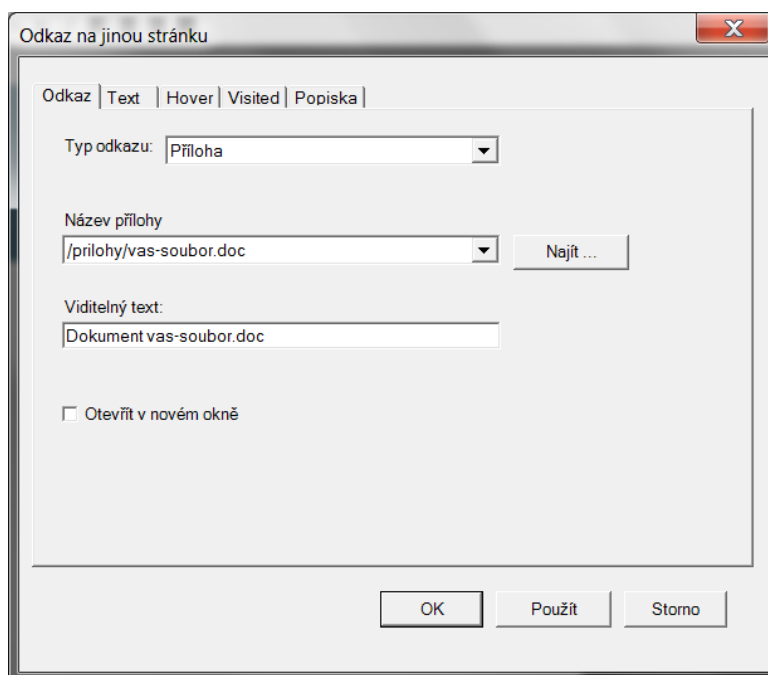 Odkaz na jinou stránku
Odkaz Text Hover Visited Popiska
Typ odkazu: Příloha
Název přílohy
/prilohy/vas-soubor.doc Najít ...
Viditelný text:
Dokument vas-soubor.doc
Otevřít v novém okně
OK Použít Storno